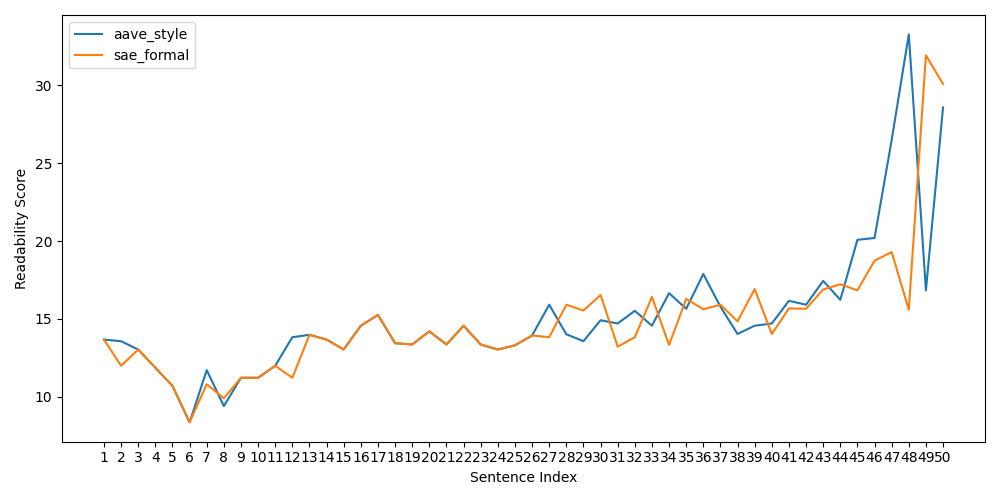 aave_style
sae_formal
30
25
20
15
10
Readability Score
1 2 3 4 5 6 7 8 9 10 11 12 13 14 15 16 17 18 19 20 21 22 23 24 25 26 27 28 29 30 31 32 33 34 35 36 37 38 39 40 41 42 43 44 45 46 47 48 49 50
Sentence Index